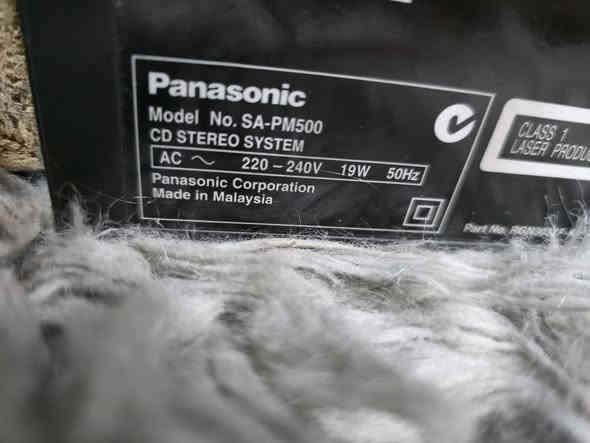 Panasonic
Model No. SA-PM500
CD STEREO SYSTEM
AC ～ 220–240V 19W 50Hz
Panasonic Corporation
Made in Malaysia
CLASS 1
LASER PRODU
Part No.